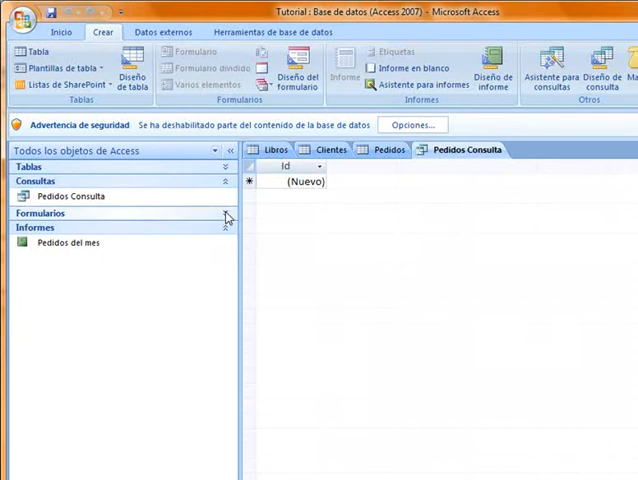 Tutorial : Base de datos (Access 2007) - Microsoft Access
Inicio Crear Datos externos Herramientas de base de datos
Tabla
Plantillas de tabla
Listas de SharePoint
Diseño de tabla
Tablas
Formulario
Formulario dividido
Varios elementos
Diseño del formulario
Formularios
Informe
Etiquetas
Informe en blanco
Asistente para informes
Diseño de informe
Informes
Asistente para consultas
Diseño de consulta
Otros
Advertencia de seguridad Se ha deshabilitado parte del contenido de la base de datos Opciones...
Todos los objetos de Access
Tablas
Consultas
Pedidos Consulta
Formularios
Informes
Pedidos del mes
Libros Clientes Pedidos Pedidos Consulta
Id
* (Nuevo)